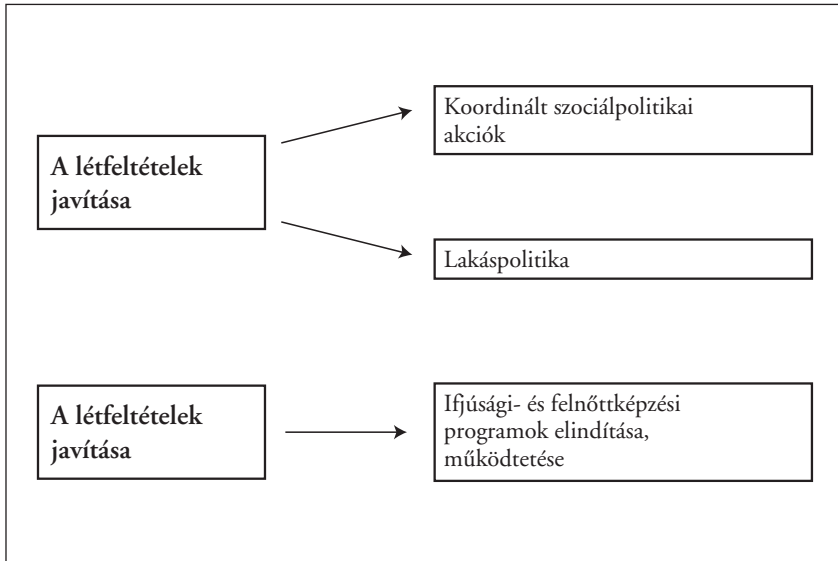 A létfeltételek
javítása
Koordinált szociálpolitikai
akciók
Lakáspolitika
A létfeltételek
javítása
Ifjúsági- és felnőttképzési
programok elindítása,
működtetése